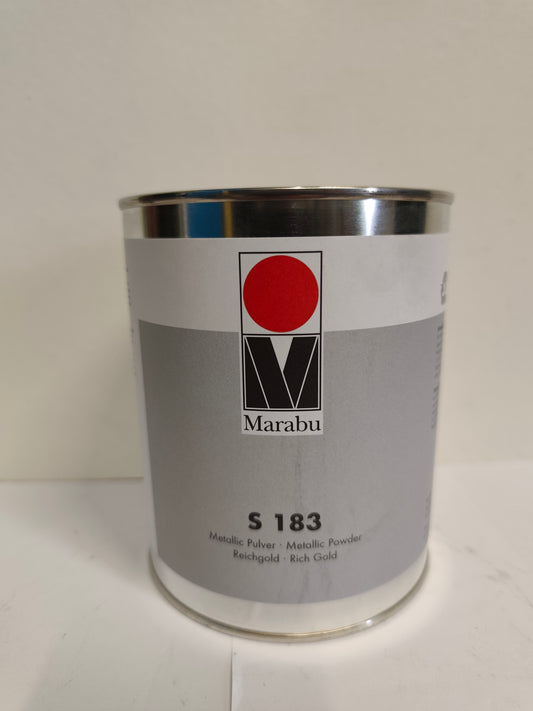 Marabu
S 183
Metallic Pulver · Metallic Powder
Reichgold · Rich Gold